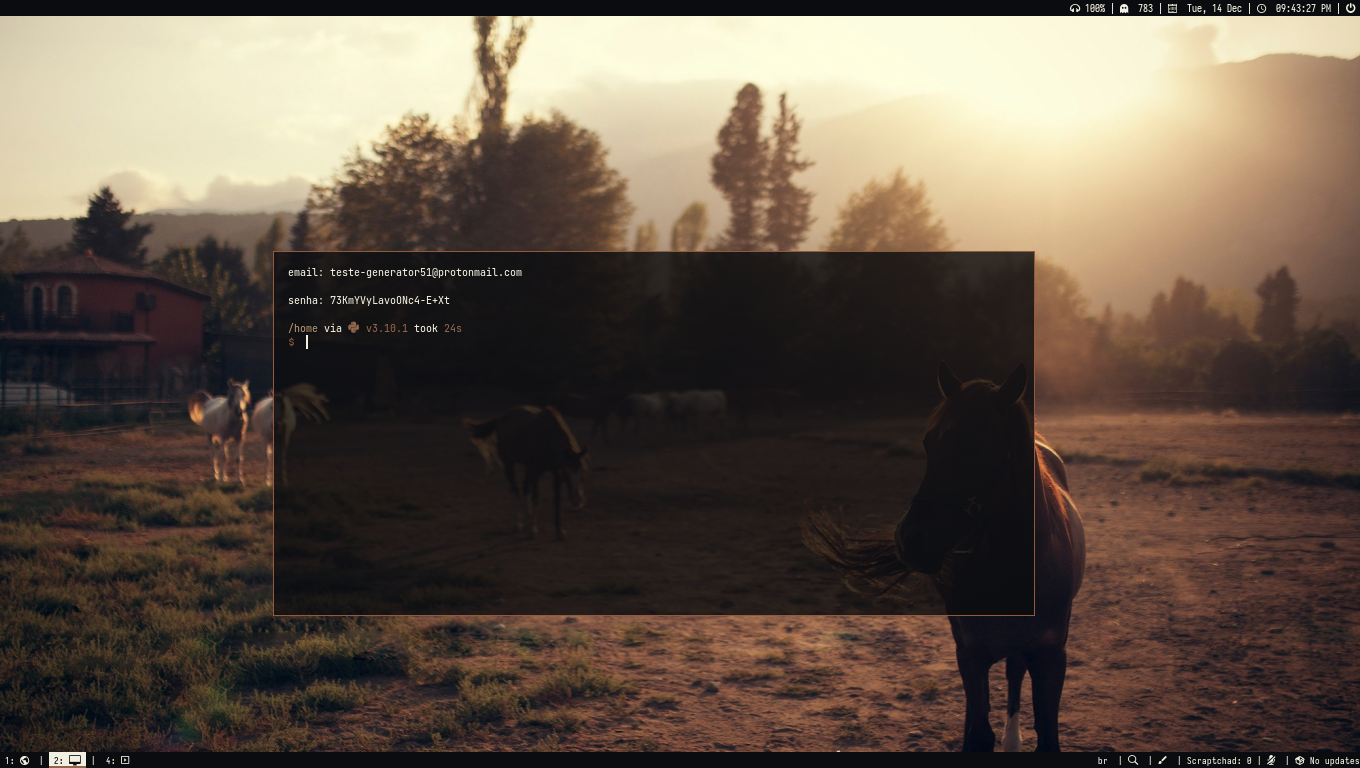 100% | 783 | Tue, 14 Dec | 09:43:27 PM |
email: teste-generator51@protonmail.com
senha: 73KmYVyLavoONc4-E+Xt
/home via v3.10.1 took 24s
$
1: | 2: | 4:
br | | | Scraptchad: 0 | | No updates